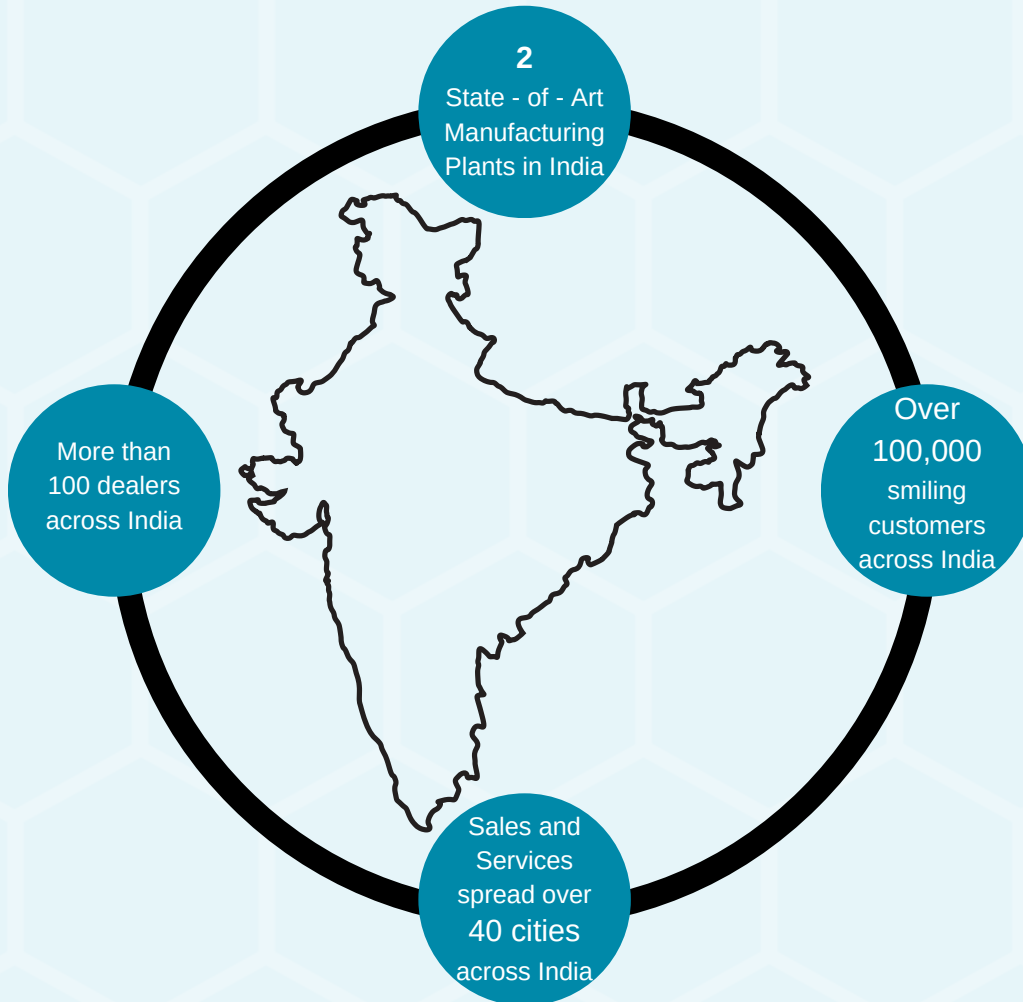 2
State - of - Art
Manufacturing
Plants in India
More than
100 dealers
across India
Over
100,000
smiling
customers
across India
Sales and
Services
spread over
40 cities
across India